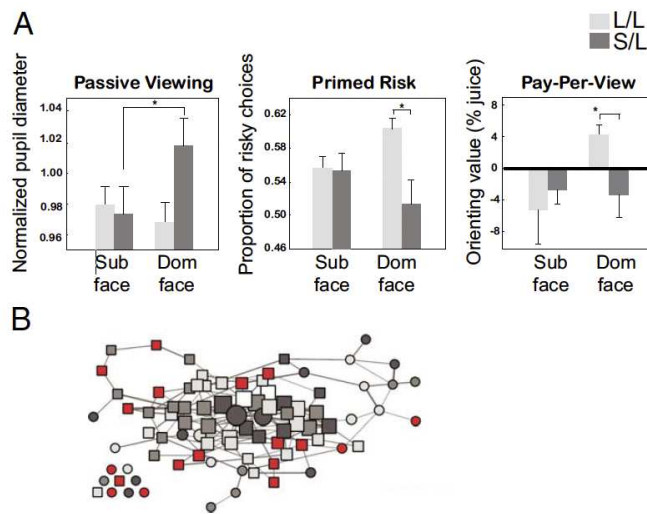 A
L/L
S/L
Passive Viewing
Normalized pupil diameter
1.04
1.02
1.00
0.98
0.96
*
Sub face
Dom face
Primed Risk
Proportion of risky choices
0.62
0.58
0.54
0.50
0.46
*
Sub face
Dom face
Pay-Per-View
Orienting value (% juice)
8
4
0
-4
-8
*
Sub face
Dom face
B